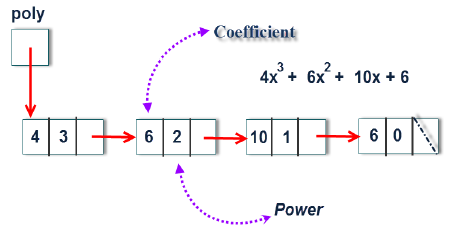 poly
Coefficient
4x³ + 6x² + 10x + 6
4 3 6 2 10 1 6 0
Power